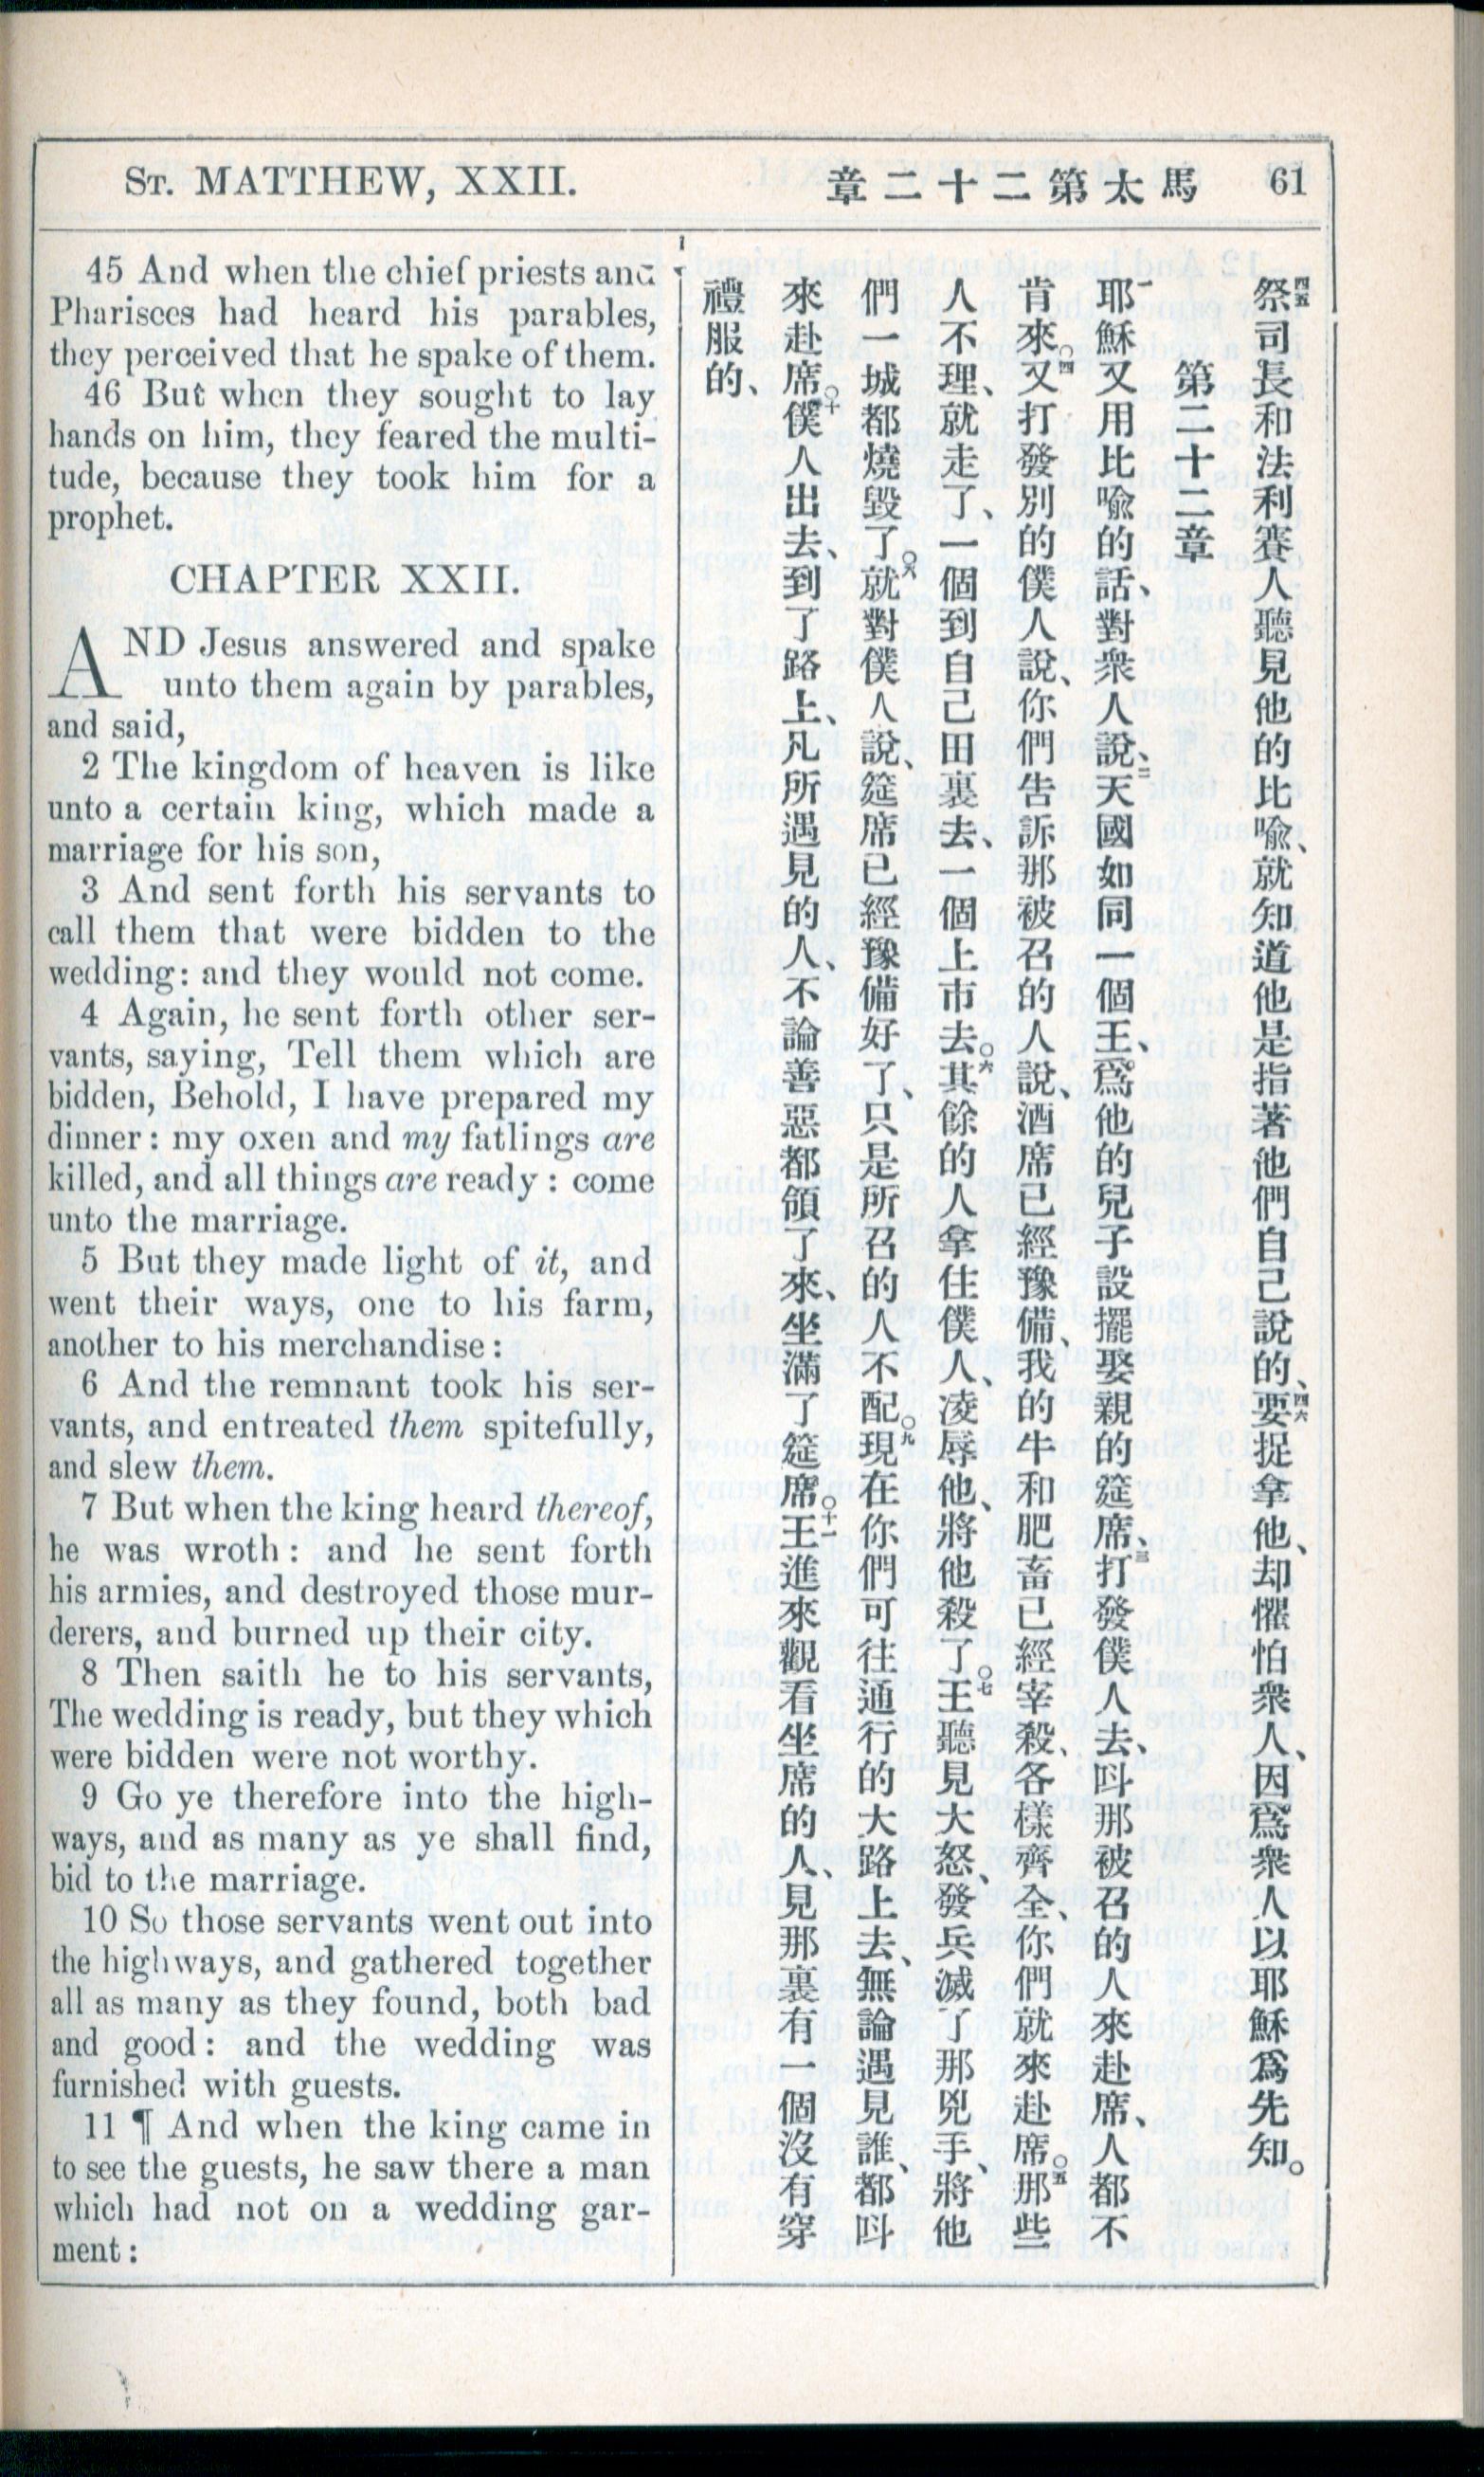 St. MATTHEW, XXII.
章二十二第太馬
61
45 And when the chief priests and
Pharisees had heard his parables,
they perceived that he spake of them.
46 But when they sought to lay
hands on him, they feared the multi-
tude, because they took him for a
prophet.
CHAPTER XXII.
AND Jesus answered and spake
unto them again by parables,
and said,
2 The kingdom of heaven is like
unto a certain king, which made a
marriage for his son,
3 And sent forth his servants to
call them that were bidden to the
wedding: and they would not come.
4 Again, he sent forth other ser-
vants, saying, Tell them which are
bidden, Behold, I have prepared my
dinner: my oxen and my fatlings are
killed, and all things are ready: come
unto the marriage.
5 But they made light of it, and
went their ways, one to his farm,
another to his merchandise:
6 And the remnant took his ser-
vants, and entreated them spitefully,
and slew them.
7 But when the king heard thereof,
he was wroth: and he sent forth
his armies, and destroyed those mur-
derers, and burned up their city.
8 Then saith he to his servants,
The wedding is ready, but they which
were bidden were not worthy.
9 Go ye therefore into the high-
ways, and as many as ye shall find,
bid to the marriage.
10 So those servants went out into
the highways, and gathered together
all as many as they found, both bad
and good: and the wedding was
furnished with guests.
11 ¶ And when the king came in
to see the guests, he saw there a man
which had not on a wedding gar-
ment:
四五祭司長和法利賽人聽見他的比喩、就知道他是指著他們自己說的、四六要捉拿他、却懼怕衆人、因爲衆人以耶穌爲先知。
第二十二章
一耶穌又用比喩的話、對衆人說、二天國如同一個王、爲他的兒子設擺娶親的筵席、三打發僕人去、呌那被召的人來赴席、人都不
肯來。四又打發別的僕人說、你們吿訴那被召的人說、酒席已經豫備、我的牛和肥畜已經宰殺、各樣齊全、你們就來赴席。五那些
人不理、就走了、一個到自己田裏去、一個上市去。六其餘的人拿住僕人、凌辱他、將他殺了。七王聽見大怒、發兵滅了那兇手、將他
們一城都燒毀了。八就對僕人說、筵席已經豫備好了、只是所召的人不配。九現在你們可往通行的大路上去、無論遇見誰、都呌
來赴席。十僕人出去、到了路上、凡所遇見的人、不論善惡都領了來、坐滿了筵席。十一王進來觀看坐席的人、見那裏有一個沒有穿
禮服的、